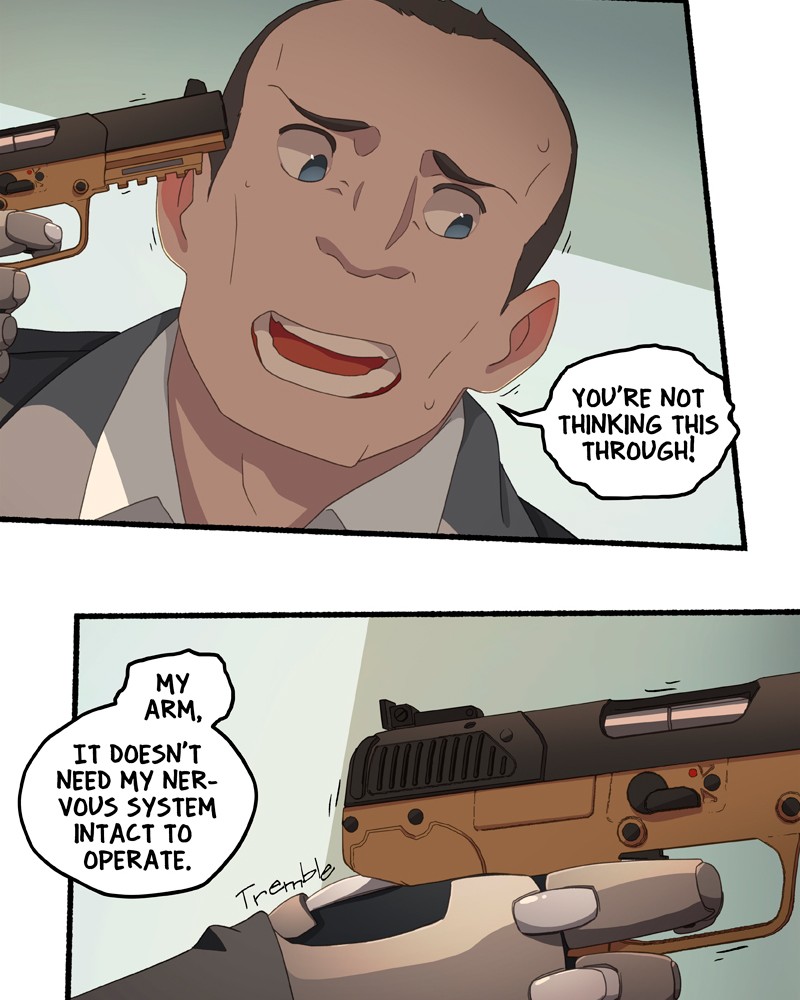 YOU'RE NOT
THINKING THIS
THROUGH!
MY
ARM,
IT DOESN'T
NEED MY NER-
VOUS SYSTEM
INTACT TO
OPERATE.
Tremble